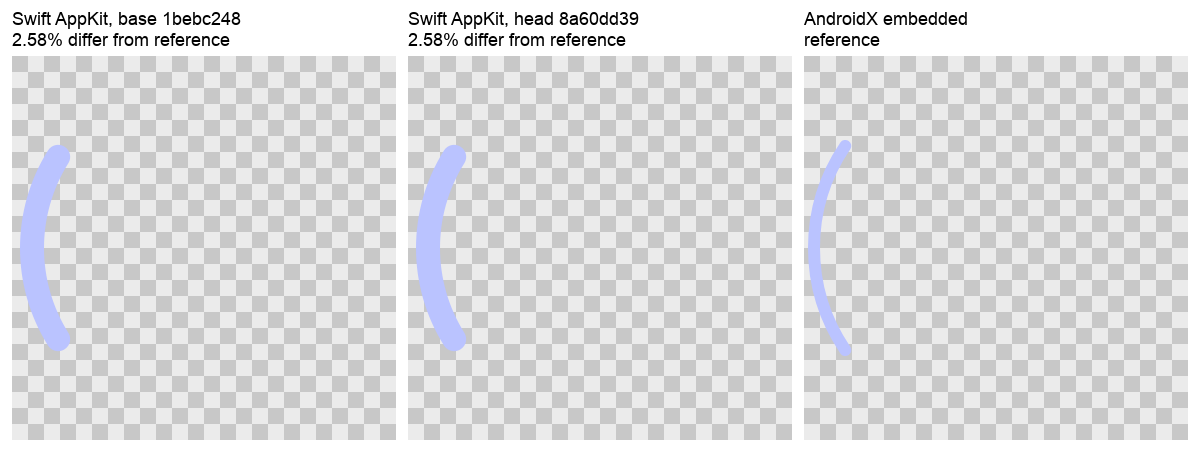 Swift AppKit, base 1bebc248
2.58% differ from reference
Swift AppKit, head 8a60dd39
2.58% differ from reference
AndroidX embedded
reference